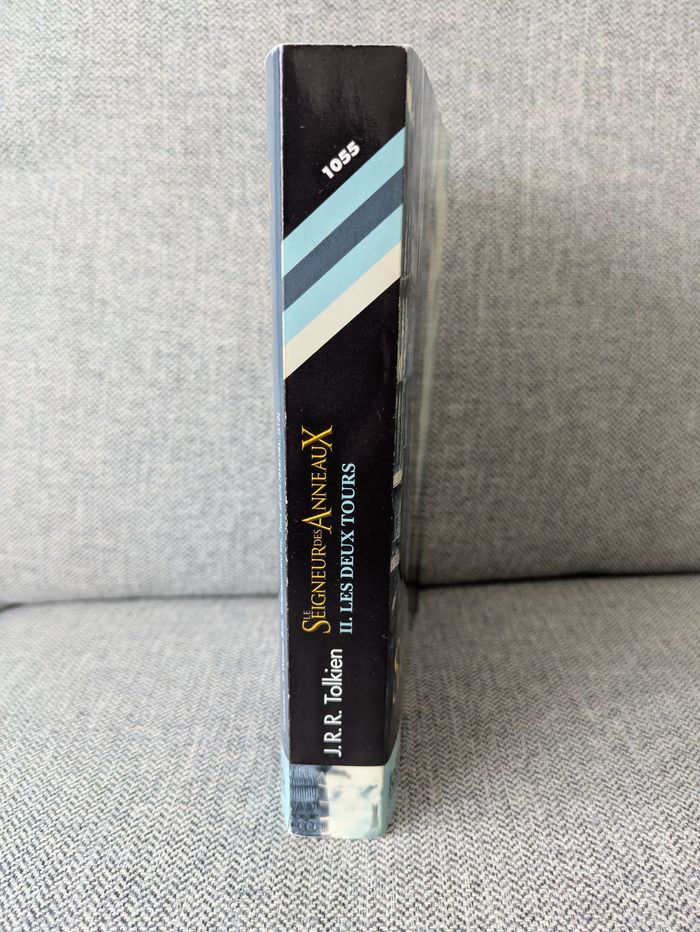 1055
J.R.R. Tolkien
LE
SEIGNEUR DES ANNEAUX
II. LES DEUX TOURS